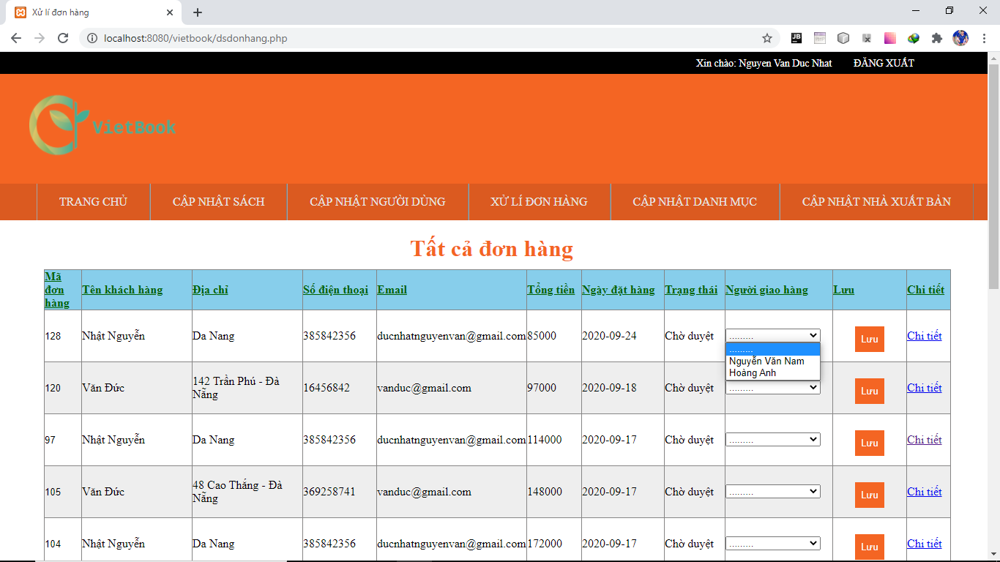 Xử lí đơn hàng
localhost:8080/vietbook/dsdonhang.php
Xin chào: Nguyen Van Duc Nhat ĐĂNG XUẤT
VietBook
TRANG CHỦ CẬP NHẬT SÁCH CẬP NHẬT NGƯỜI DÙNG XỬ LÍ ĐƠN HÀNG CẬP NHẬT DANH MỤC CẬP NHẬT NHÀ XUẤT BẢN
Tất cả đơn hàng
Mã đơn hàng Tên khách hàng Địa chỉ Số điện thoại Email Tổng tiền Ngày đặt hàng Trạng thái Người giao hàng Lưu Chi tiết
128 Nhật Nguyễn Da Nang 385842356 ducnhatnguyenvan@gmail.com 85000 2020-09-24 Chờ duyệt ......... Lưu Chi tiết
.........
Nguyễn Văn Nam
Hoàng Anh
120 Văn Đức 142 Trần Phú - Đà Nẵng 16456842 vanduc@gmail.com 97000 2020-09-18 Chờ duyệt ......... Lưu Chi tiết
97 Nhật Nguyễn Da Nang 385842356 ducnhatnguyenvan@gmail.com 114000 2020-09-17 Chờ duyệt ......... Lưu Chi tiết
105 Văn Đức 48 Cao Thắng - Đà Nẵng 369258741 vanduc@gmail.com 148000 2020-09-17 Chờ duyệt ......... Lưu Chi tiết
104 Nhật Nguyễn Da Nang 385842356 ducnhatnguyenvan@gmail.com 172000 2020-09-17 Chờ duyệt ......... Lưu Chi tiết